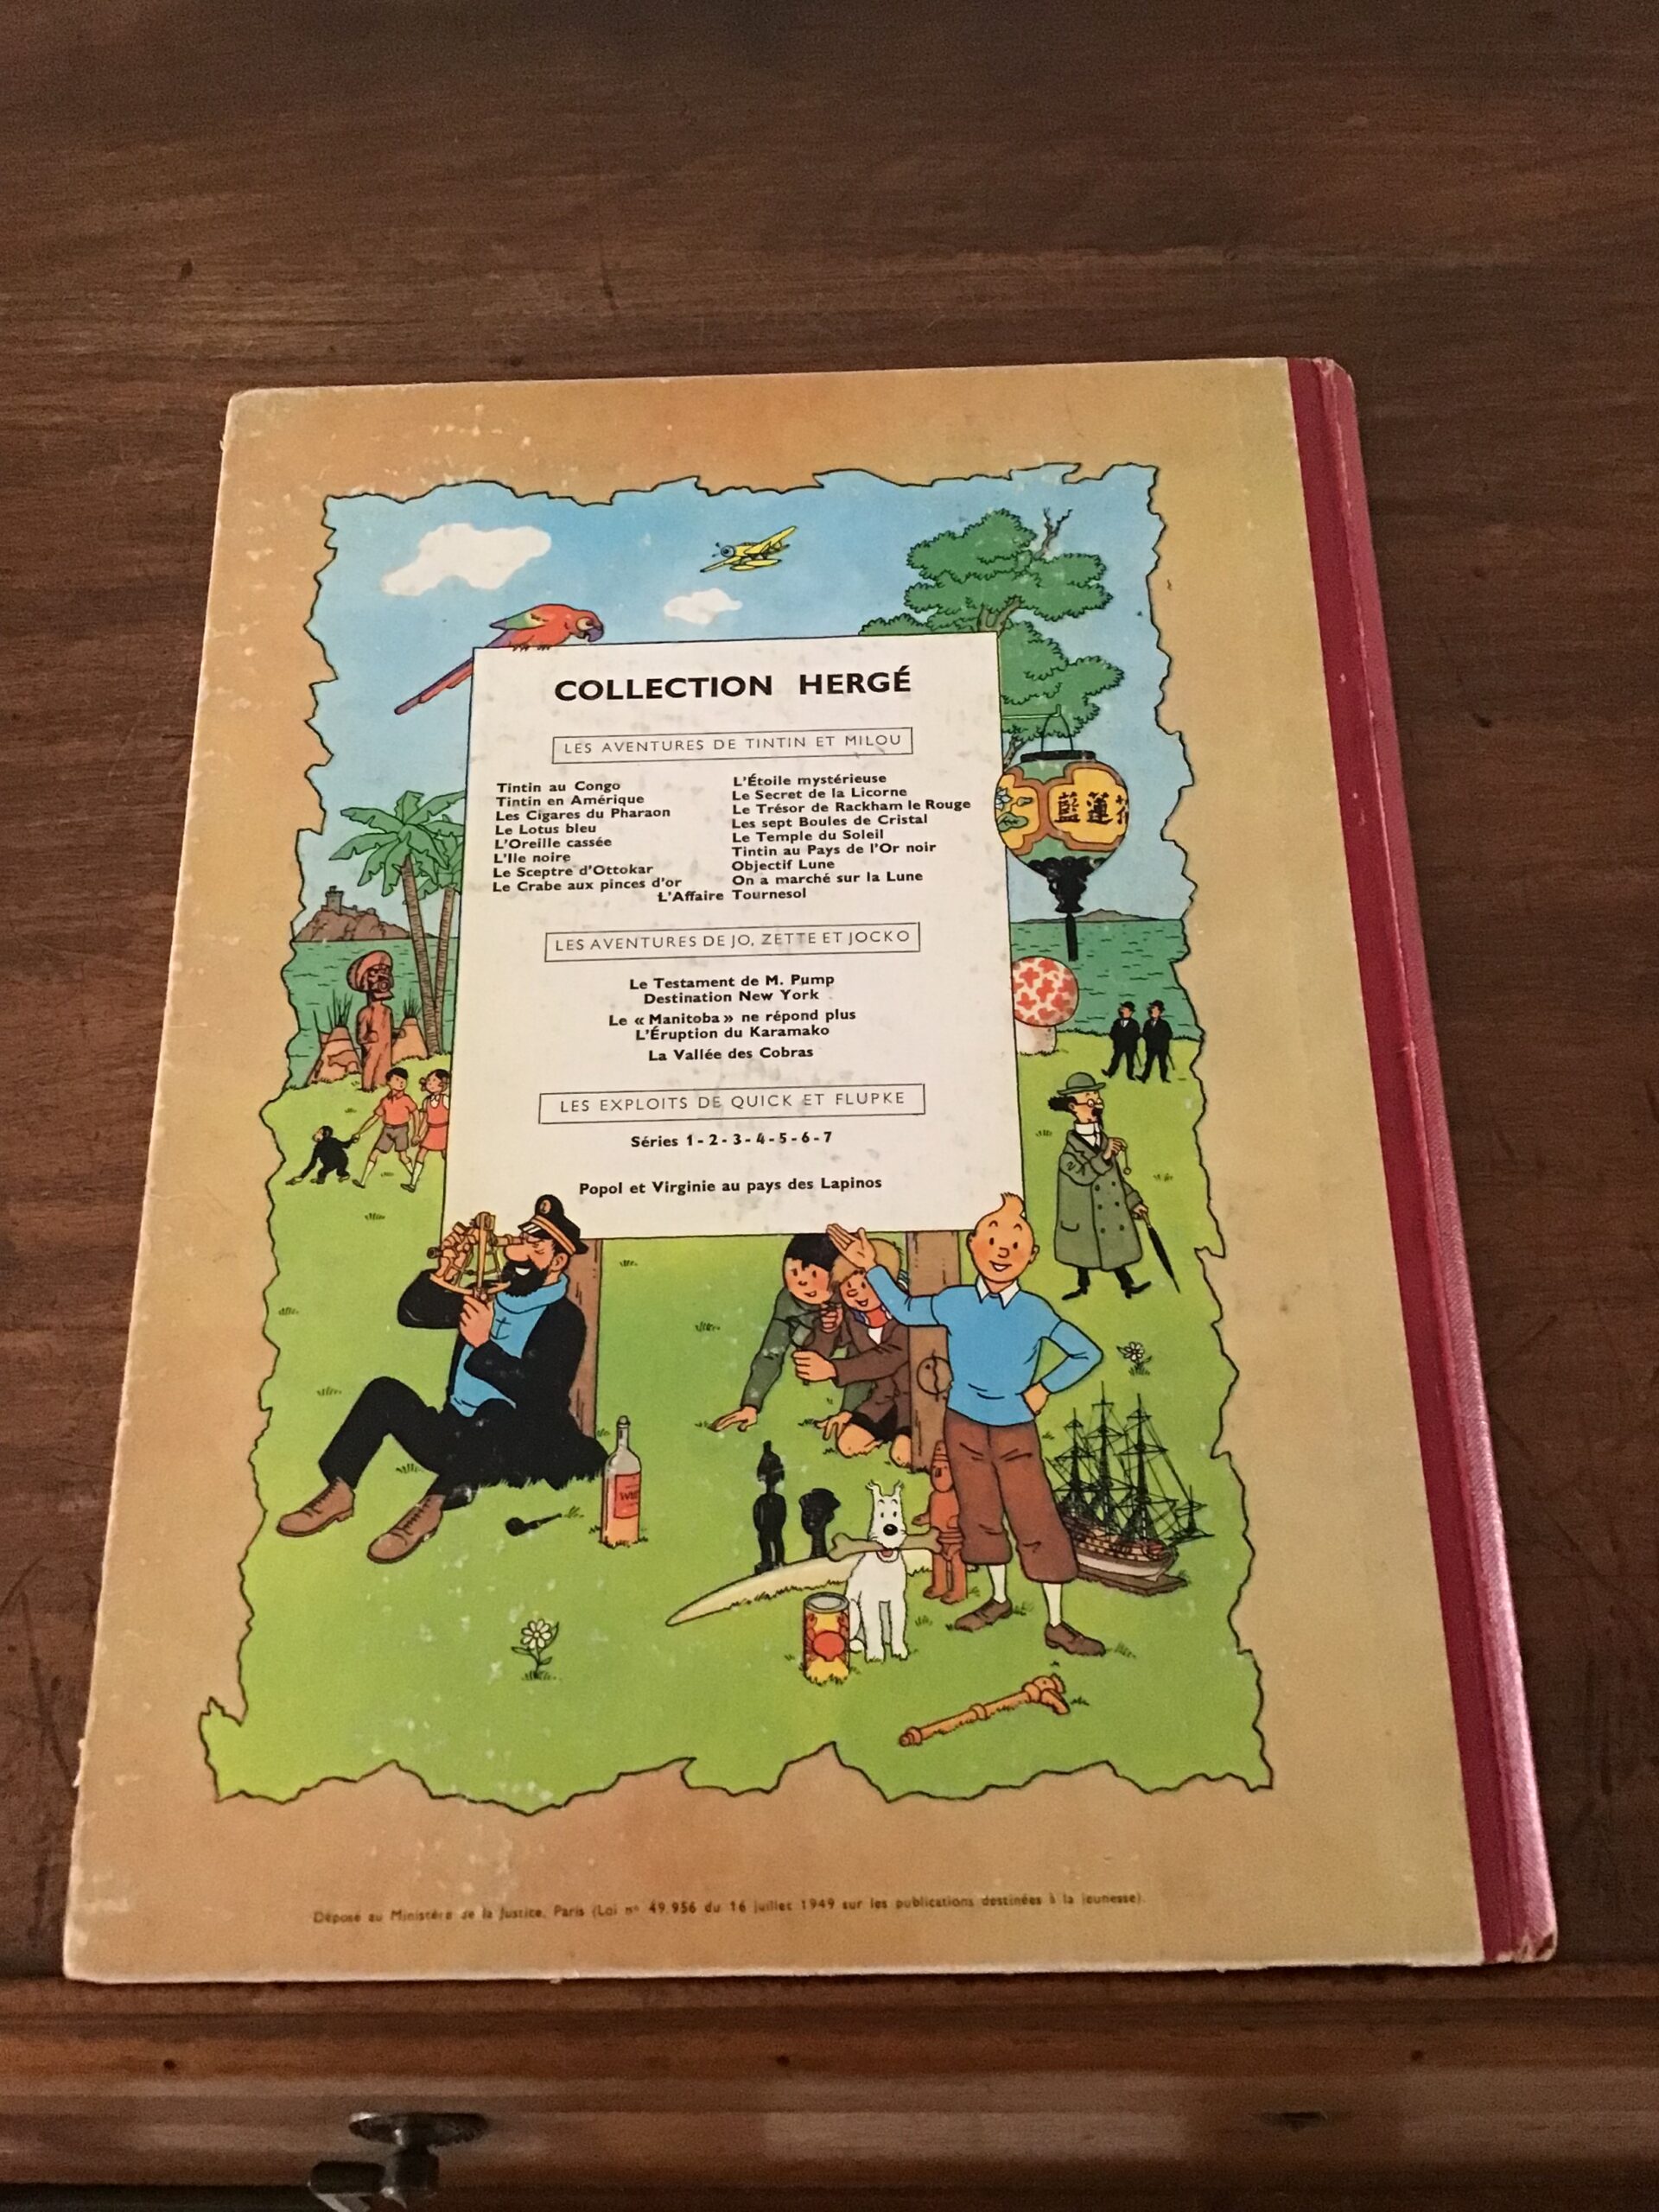 COLLECTION HERGÉ
LES AVENTURES DE TINTIN ET MILOU
Tintin au Congo
Tintin en Amérique
Les Cigares du Pharaon
Le Lotus bleu
L'Oreille cassée
L'Ile noire
Le Sceptre d'Ottokar
Le Crabe aux pinces d'or
L'Étoile mystérieuse
Le Secret de la Licorne
Le Trésor de Rackham le Rouge
Les sept Boules de Cristal
Le Temple du Soleil
Tintin au Pays de l'Or noir
Objectif Lune
On a marché sur la Lune
L'Affaire Tournesol
LES AVENTURES DE JO, ZETTE ET JOCKO
Le Testament de M. Pump
Destination New York
Le « Manitoba » ne répond plus
L'Éruption du Karamako
La Vallée des Cobras
LES EXPLOITS DE QUICK ET FLUPKE
Séries 1 - 2 - 3 - 4 - 5 - 6 - 7
Popol et Virginie au pays des Lapinos
藍蓮花
Déposé au Ministère de la Justice, Paris (Loi nº 49.956 du 16 juillet 1949 sur les publications destinées à la jeunesse).